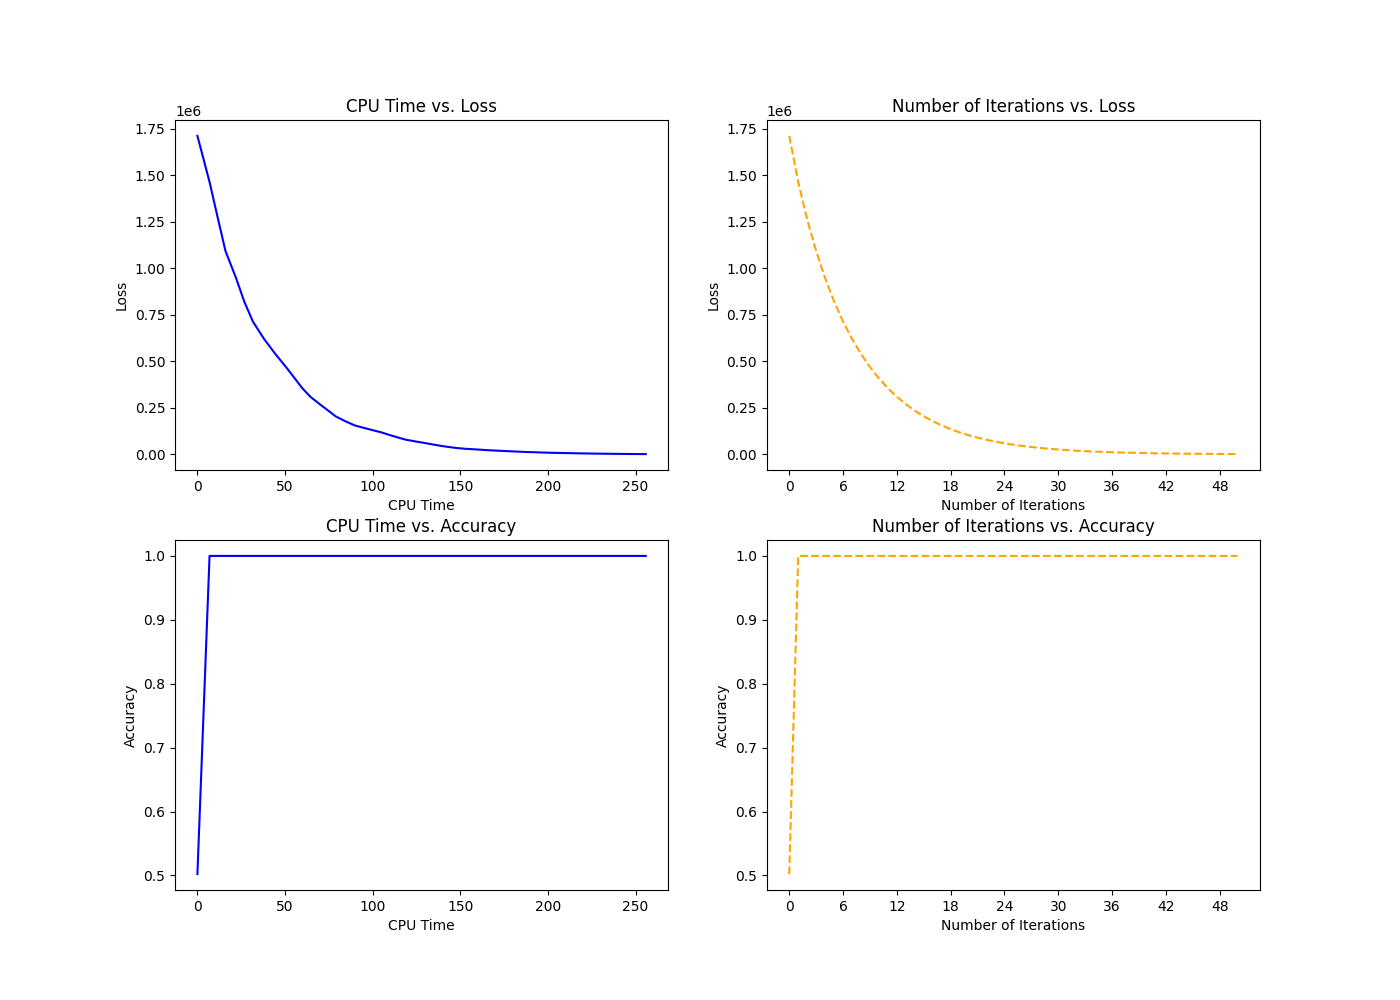 CPU Time vs. Loss
1e6
1.75
1.50
1.25
1.00
0.75
0.50
0.25
0.00
Loss
0 50 100 150 200 250
CPU Time
Number of Iterations vs. Loss
1e6
1.75
1.50
1.25
1.00
0.75
0.50
0.25
0.00
Loss
0 6 12 18 24 30 36 42 48
Number of Iterations
CPU Time vs. Accuracy
1.0
0.9
0.8
0.7
0.6
0.5
Accuracy
0 50 100 150 200 250
CPU Time
Number of Iterations vs. Accuracy
1.0
0.9
0.8
0.7
0.6
0.5
Accuracy
0 6 12 18 24 30 36 42 48
Number of Iterations